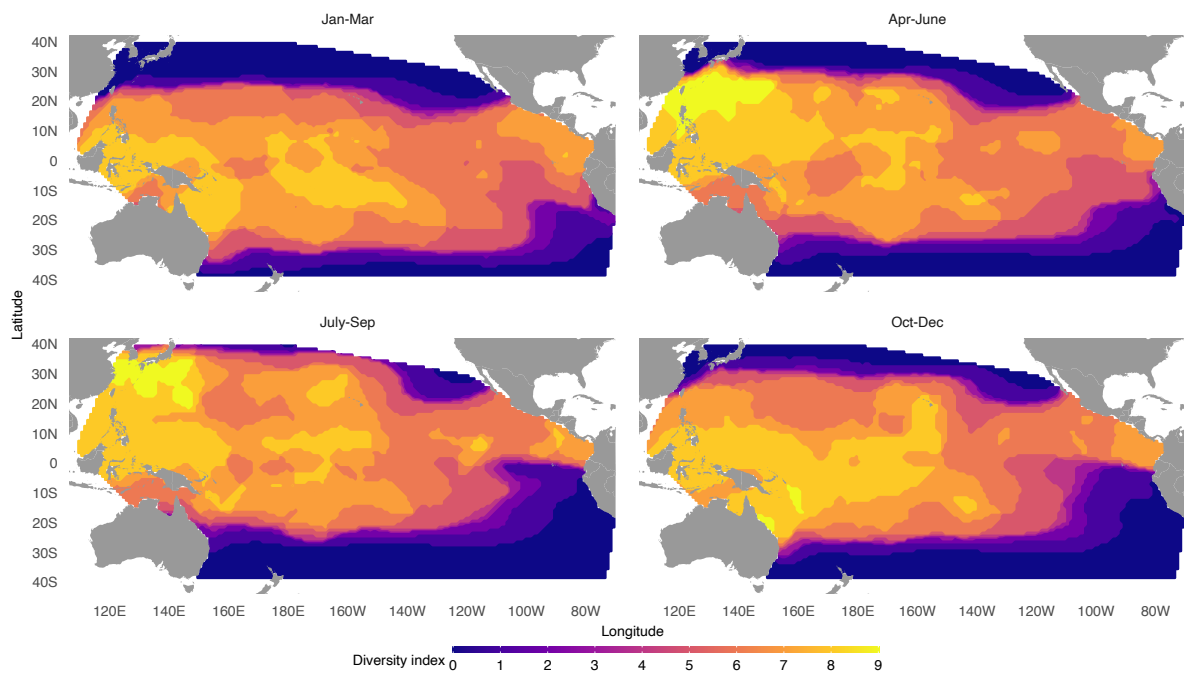 Jan-Mar
Apr-June
40N
30N
20N
10N
0
10S
20S
30S
40S
Latitude
July-Sep
Oct-Dec
40N
30N
20N
10N
0
10S
20S
30S
40S
120E 140E 160E 180E 160W 140W 120W 100W 80W
120E 140E 160E 180E 160W 140W 120W 100W 80W
Longitude
Diversity index 0 1 2 3 4 5 6 7 8 9